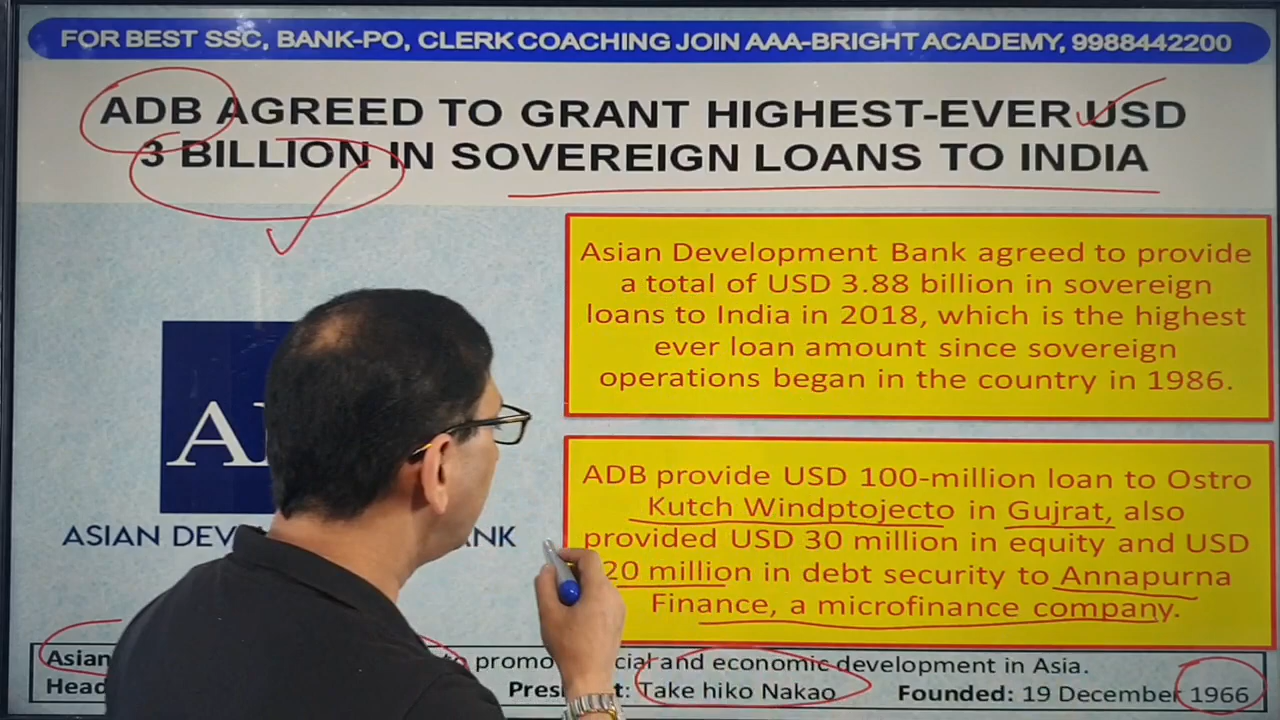 FOR BEST SSC, BANK-PO, CLERK COACHING JOIN AAA-BRIGHT ACADEMY, 9988442200
ADB AGREED TO GRANT HIGHEST-EVER USD
3 BILLION IN SOVEREIGN LOANS TO INDIA
Asian Development Bank agreed to provide
a total of USD 3.88 billion in sovereign
loans to India in 2018, which is the highest
ever loan amount since sovereign
operations began in the country in 1986.
ADB provide USD 100-million loan to Ostro
Kutch Windptojecto in Gujrat, also
provided USD 30 million in equity and USD
20 million in debt security to Annapurna
Finance, a microfinance company.
ASIAN
Asian
promo
and economic development in Asia.
Take hiko Nakao Founded: 19 December 1966